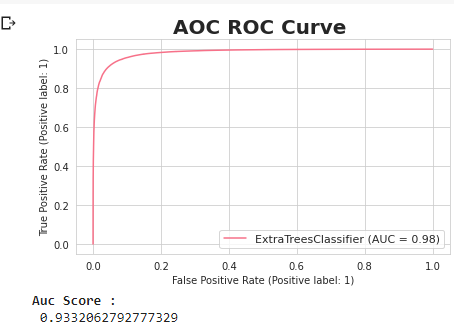 AOC ROC Curve
1.0
0.8
0.6
0.4
0.2
0.0
True Positive Rate (Positive label: 1)
ExtraTreesClassifier (AUC = 0.98)
0.0 0.2 0.4 0.6 0.8 1.0
False Positive Rate (Positive label: 1)
Auc Score :
0.9332062792777329